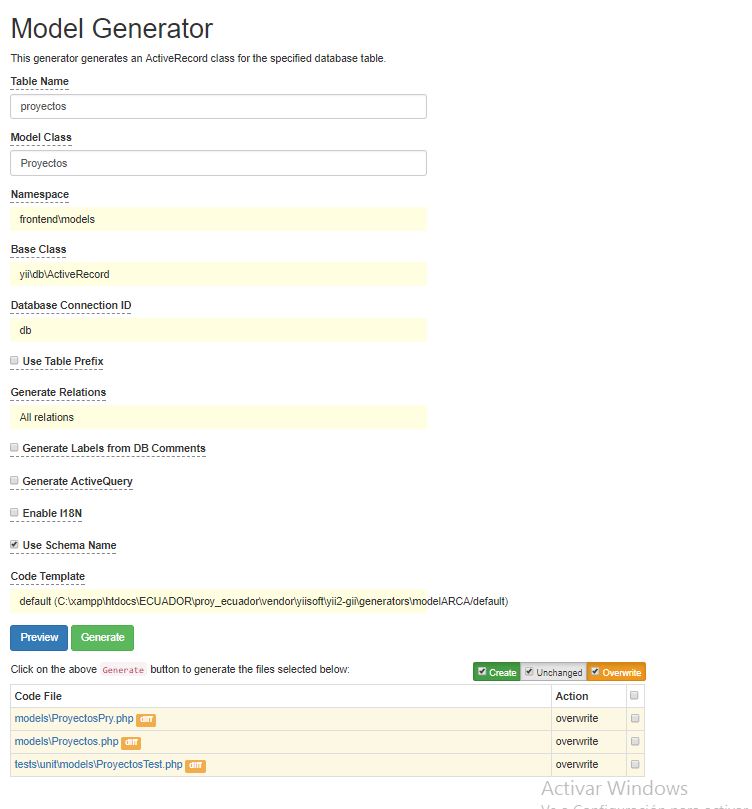 Model Generator
This generator generates an ActiveRecord class for the specified database table.
Table Name
proyectos
Model Class
Proyectos
Namespace
frontend\models
Base Class
yii\db\ActiveRecord
Database Connection ID
db
Use Table Prefix
Generate Relations
All relations
Generate Labels from DB Comments
Generate ActiveQuery
Enable I18N
Use Schema Name
Code Template
default (C:\xampp\htdocs\ECUADOR\proy_ecuador\vendor\yiisoft\yii2-gii\generators\modelARCA/default)
Preview Generate
Click on the above Generate button to generate the files selected below: Create Unchanged Overwrite
Code File Action
models\ProyectosPry.php diff overwrite
models\Proyectos.php diff overwrite
tests\unit\models\ProyectosTest.php diff overwrite
Activar Windows